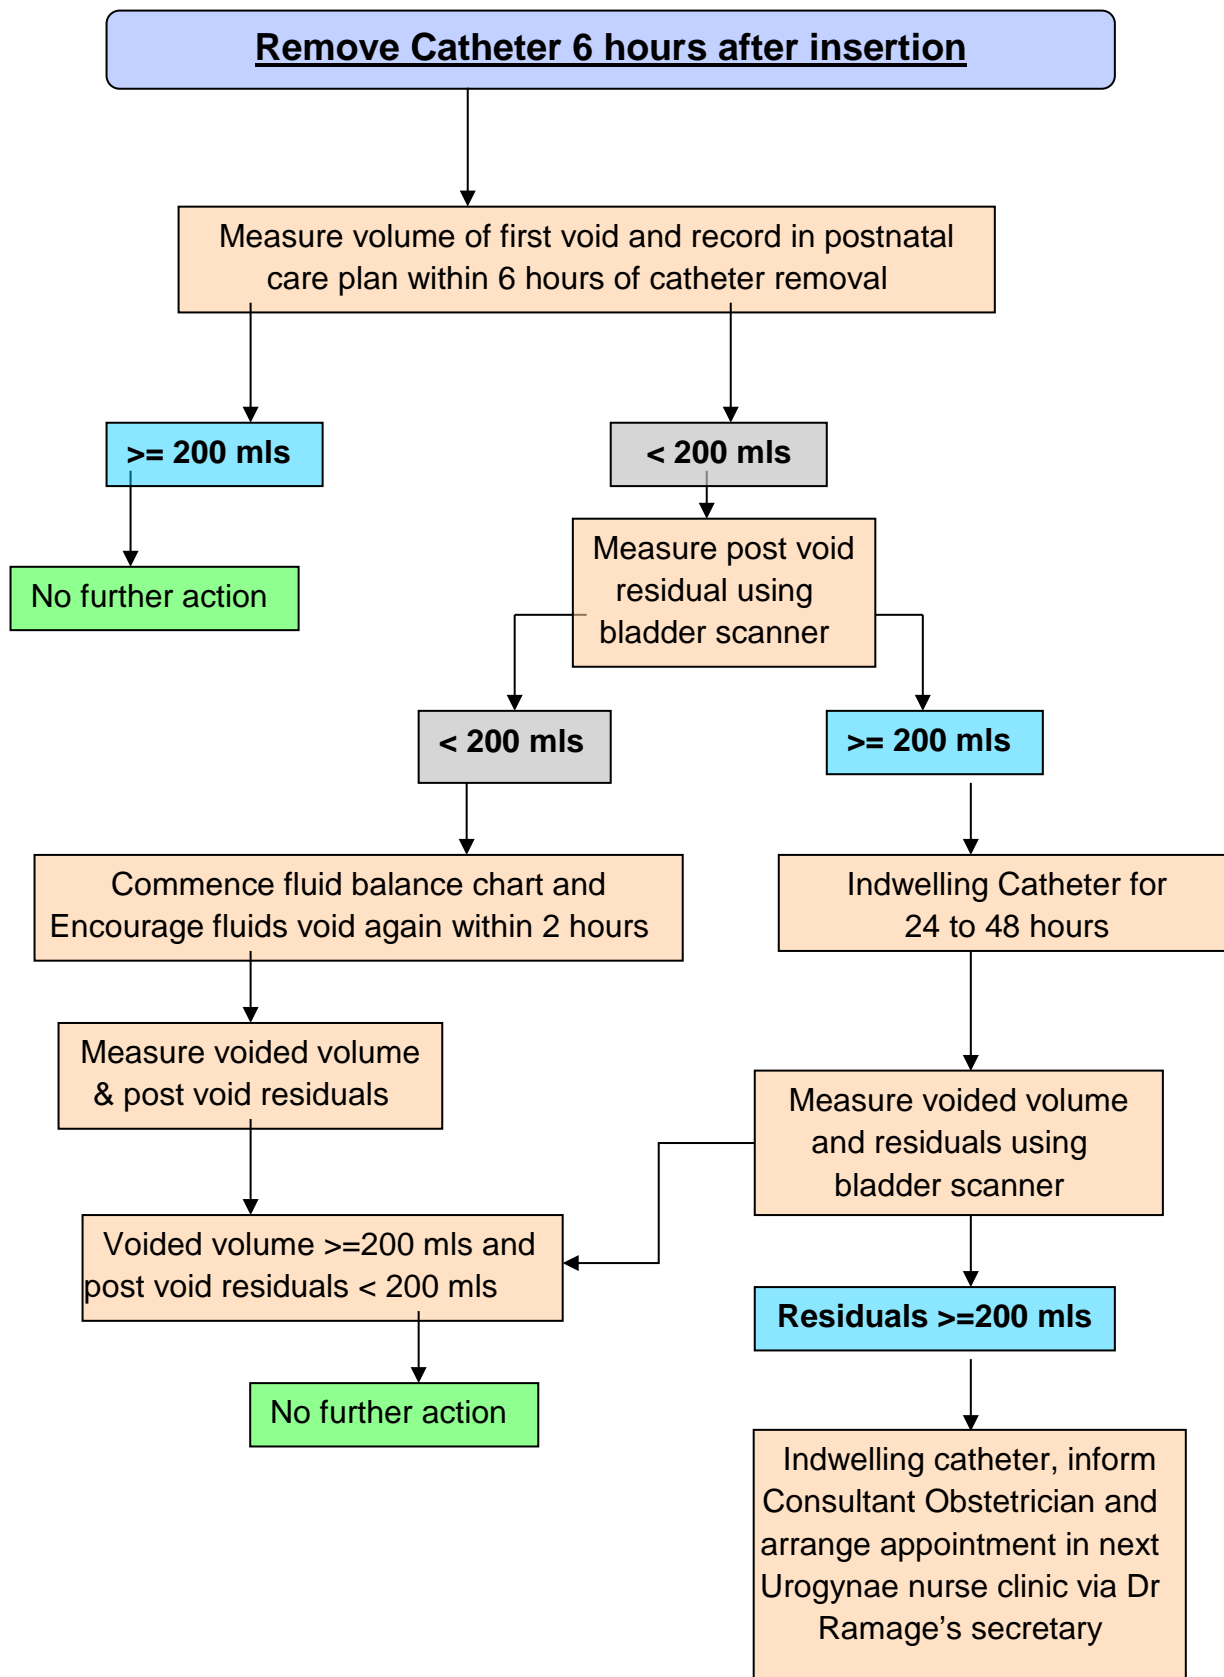 Remove Catheter 6 hours after insertion
Measure volume of first void and record in postnatal
care plan within 6 hours of catheter removal
>= 200 mls
< 200 mls
No further action
Measure post void
residual using
bladder scanner
< 200 mls
>= 200 mls
Commence fluid balance chart and
Encourage fluids void again within 2 hours
Indwelling Catheter for
24 to 48 hours
Measure voided volume
& post void residuals
Measure voided volume
and residuals using
bladder scanner
Voided volume >=200 mls and
post void residuals < 200 mls
Residuals >=200 mls
No further action
Indwelling catheter, inform
Consultant Obstetrician and
arrange appointment in next
Urogynae nurse clinic via Dr
Ramage's secretary